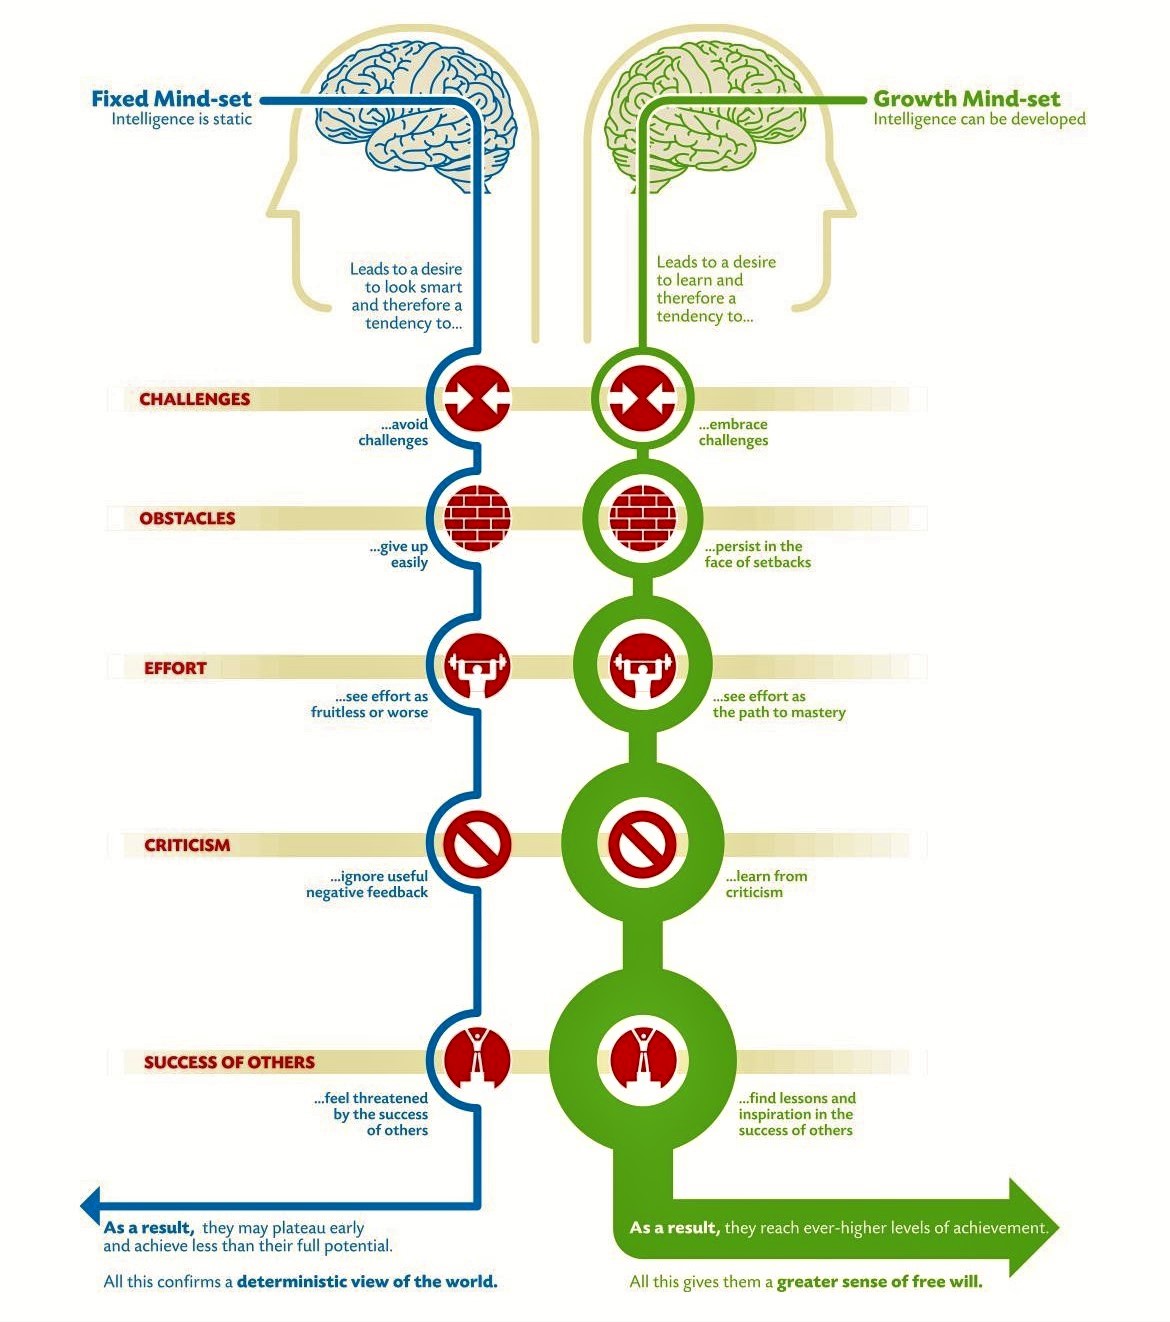 Fixed Mind-set
Intelligence is static
Growth Mind-set
Intelligence can be developed
Leads to a desire
to look smart
and therefore a
tendency to...
Leads to a desire
to learn and
therefore a
tendency to...
CHALLENGES
...avoid
challenges
...embrace
challenges
OBSTACLES
...give up
easily
...persist in the
face of setbacks
EFFORT
...see effort as
fruitless or worse
...see effort as
the path to mastery
CRITICISM
...ignore useful
negative feedback
...learn from
criticism
SUCCESS OF OTHERS
...feel threatened
by the success
of others
...find lessons and
inspiration in the
success of others
As a result, they may plateau early
and achieve less than their full potential.
All this confirms a deterministic view of the world.
As a result, they reach ever-higher levels of achievement.
All this gives them a greater sense of free will.